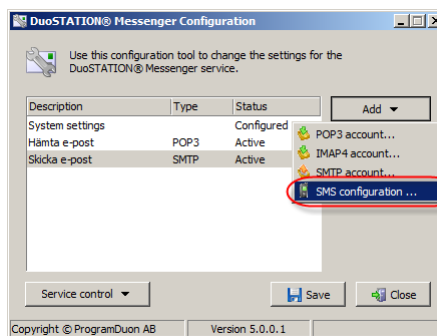 DuoSTATION® Messenger Configuration
Use this configuration tool to change the settings for the
DuoSTATION® Messenger service.
Description Type Status
Add
System settings Configured
Hämta e-post POP3 Active
Skicka e-post SMTP Active
POP3 account...
IMAP4 account...
SMTP account...
SMS configuration ...
Service control
Save
Close
Copyright © ProgramDuon AB
Version 5.0.0.1